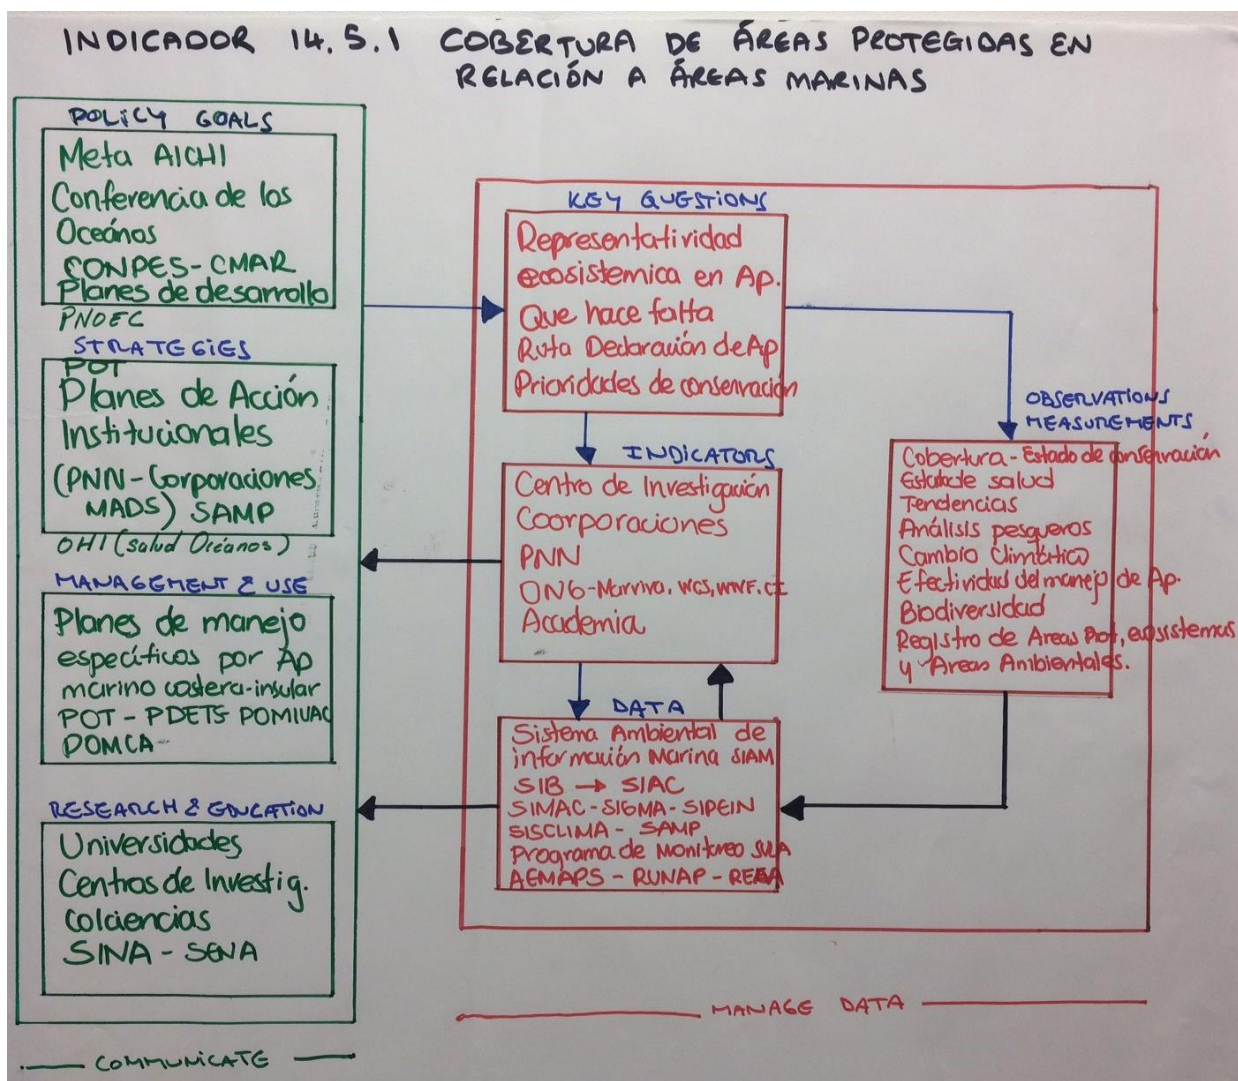 INDICADOR 14.5.1 COBERTURA DE ÁREAS PROTEGIDAS EN
RELACIÓN A ÁREAS MARINAS
POLICY GOALS
Meta AICHI
Conferencia de los
Oceános
CONPES - CMAR
Planes de desarrollo
PNOEC
STRATEGIES
POT
Planes de Acción
Institucionales
(PNN - Corporaciones
MADS) SAMP
OHI (salud Océanos)
MANAGEMENT & USE
Planes de manejo
específicos por Ap
marino costera-insular
POT - PDETS POMIUAC
POMCA -
RESEARCH & EDUCATION
Universidades
Centros de Investig.
Colciencias
SINA - SENA
COMMUNICATE
KEY QUESTIONS
Representatividad
ecosistemica en Ap.
Que hace falta
Ruta Declaración de Ap
Prioridades de conservación
INDICATORS
Centro de Investigación
Coorporaciones
PNN
ONG - Marviva, WCS, WWF, CI
Academia
DATA
Sistema Ambiental de
información Marina SIAM
SIB → SIAC
SIMAC - SIGMA - SIPEIN
SISCLIMA - SAMP
Programa de Monitoreo
AEMAPS - RUNAP -
OBSERVATIONS
MEASUREMENTS
Cobertura - Estado de conservación
Estado de salud
Tendencias
Análisis pesqueros
Cambio Climático
Efectividad del manejo de Ap.
Biodiversidad
Registro de Areas Prot, ecosistemas
y Areas Ambientales.
MANAGE DATA